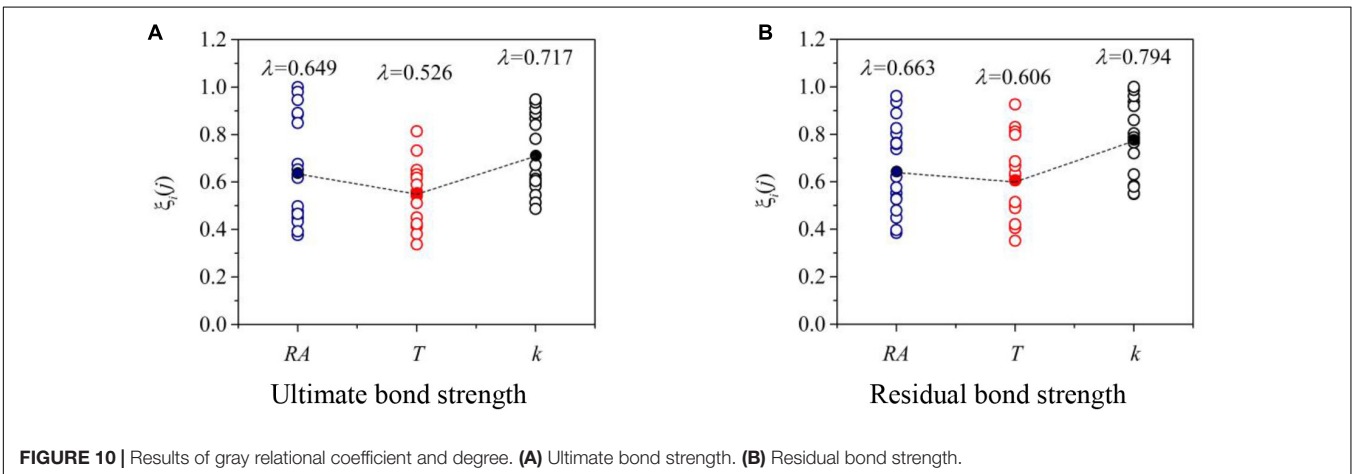 A
1.2
1.0
0.8
0.6
0.4
0.2
0.0
ξi(j)
λ=0.649
λ=0.526
λ=0.717
RA
T
k
Ultimate bond strength
B
1.2
1.0
0.8
0.6
0.4
0.2
0.0
ξi(j)
λ=0.663
λ=0.606
λ=0.794
RA
T
k
Residual bond strength
FIGURE 10 | Results of gray relational coefficient and degree. (A) Ultimate bond strength. (B) Residual bond strength.